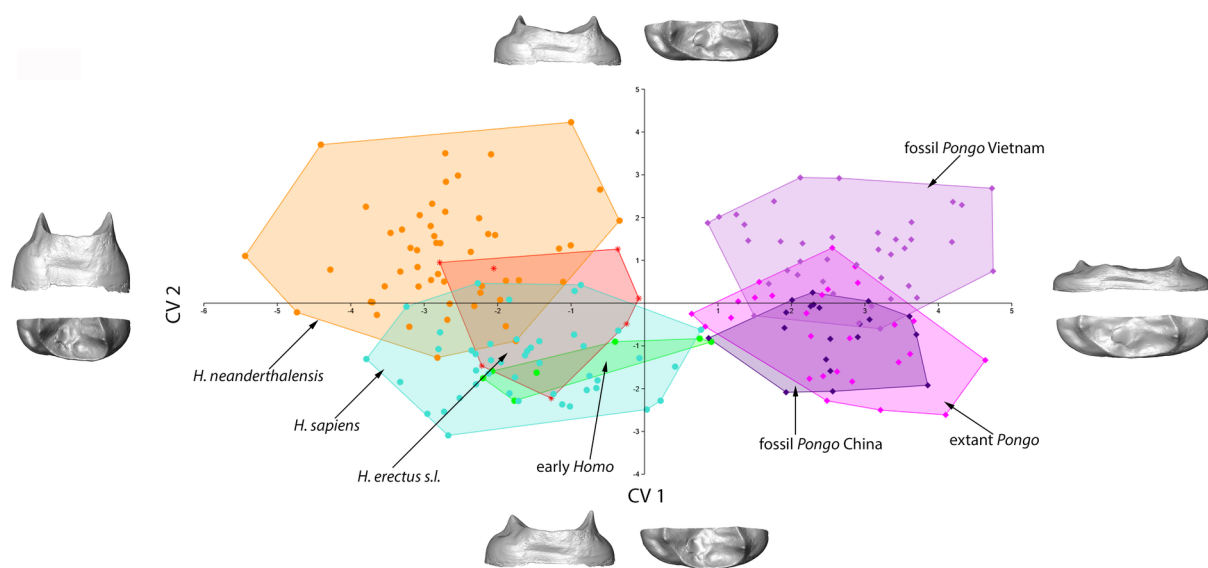 5
fossil Pongo Vietnam
4
3
2
1
CV 2
-6
-5
-4
-3
-2
-1
1
2
3
4
5
-1
H. neanderthalensis
-2
H. sapiens
fossil Pongo China
extant Pongo
-3
H. erectus s.l.
early Homo
-4
CV 1